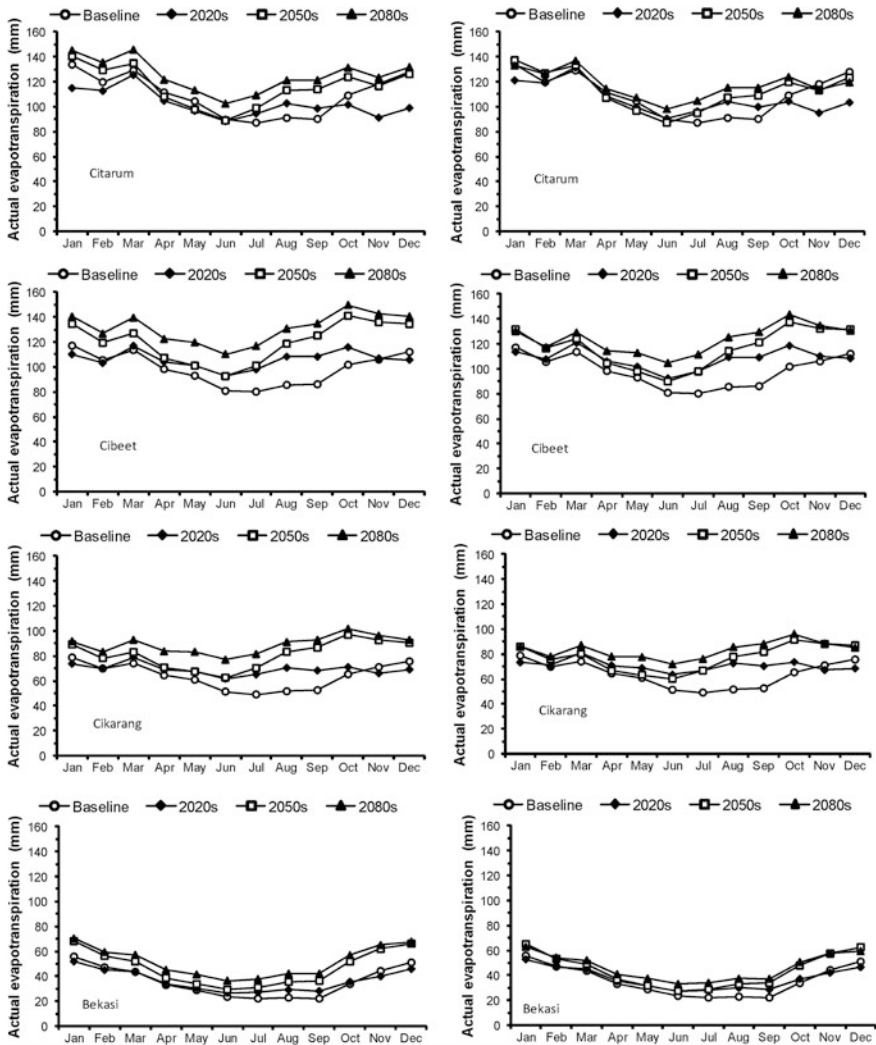 Baseline 2020s 2050s 2080s
Actual evapotranspiration (mm)
160
140
120
100
80
60
40
20
0
Citarum
Jan Feb Mar Apr May Jun Jul Aug Sep Oct Nov Dec
Baseline 2020s 2050s 2080s
Actual evapotranspiration (mm)
160
140
120
100
80
60
40
20
0
Citarum
Jan Feb Mar Apr May Jun Jul Aug Sep Oct Nov Dec
Baseline 2020s 2050s 2080s
Actual evapotranspiration (mm)
160
140
120
100
80
60
40
20
0
Cibeet
Jan Feb Mar Apr May Jun Jul Aug Sep Oct Nov Dec
Baseline 2020s 2050s 2080s
Actual evapotranspiration (mm)
160
140
120
100
80
60
40
20
0
Cibeet
Jan Feb Mar Apr May Jun Jul Aug Sep Oct Nov Dec
Baseline 2020s 2050s 2080s
Actual evapotranspiration (mm)
160
140
120
100
80
60
40
20
0
Cikarang
Jan Feb Mar Apr May Jun Jul Aug Sep Oct Nov Dec
Baseline 2020s 2050s 2080s
Actual evapotranspiration (mm)
160
140
120
100
80
60
40
20
0
Cikarang
Jan Feb Mar Apr May Jun Jul Aug Sep Oct Nov Dec
Baseline 2020s 2050s 2080s
Actual evapotranspiration (mm)
160
140
120
100
80
60
40
20
0
Bekasi
Jan Feb Mar Apr May Jun Jul Aug Sep Oct Nov Dec
Baseline 2020s 2050s 2080s
Actual evapotranspiration (mm)
160
140
120
100
80
60
40
20
0
Bekasi
Jan Feb Mar Apr May Jun Jul Aug Sep Oct Nov Dec